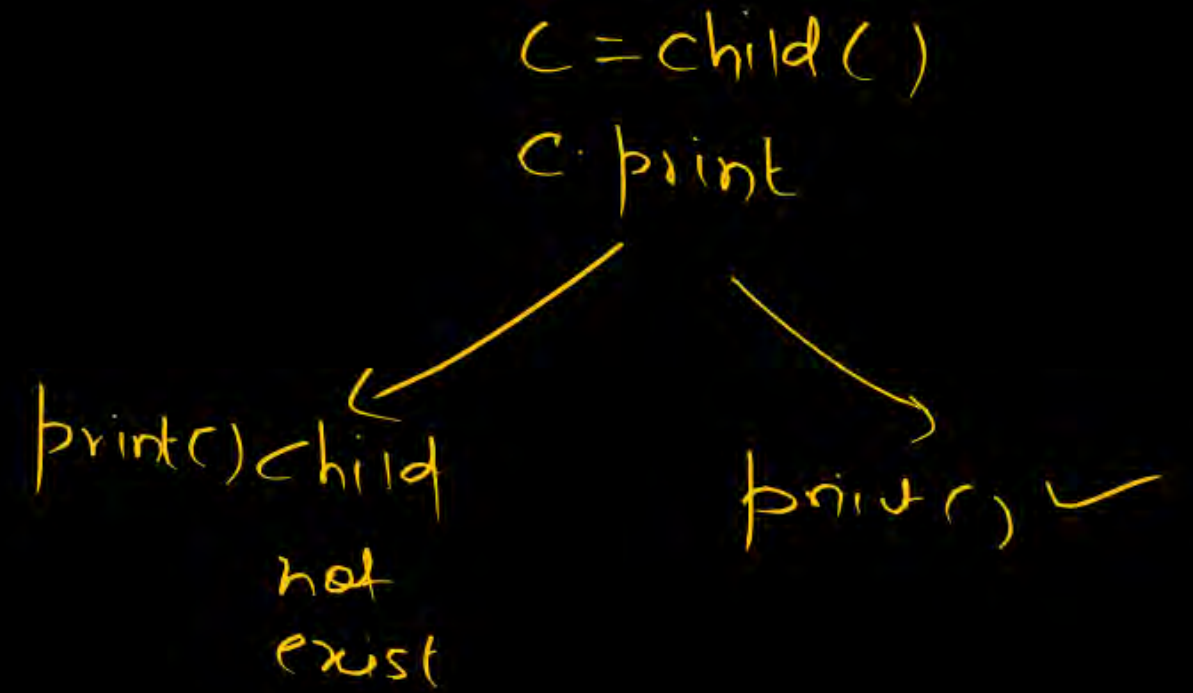 C = child()
C. print
print() child
not
exist
print() ✓